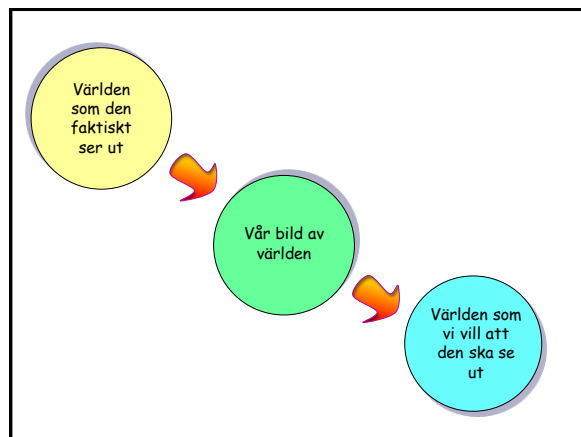 Världen
som den
faktiskt
ser ut
Vår bild av
världen
Världen som
vi vill att
den ska se
ut